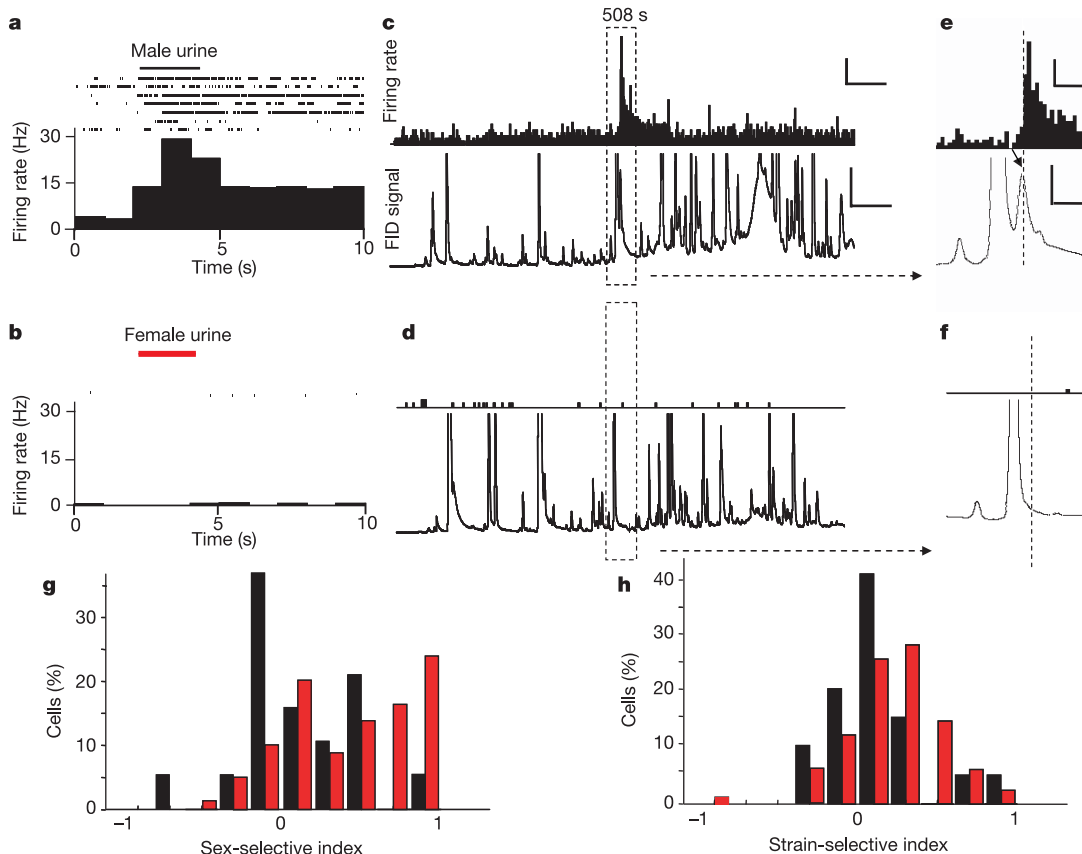 a
Male urine
Firing rate (Hz)
30
15
0
0
5
10
Time (s)
b
Female urine
Firing rate (Hz)
30
15
0
0
5
10
Time (s)
c
508 s
Firing rate
FID signal
d
e
f
g
Cells (%)
30
20
10
0
–1
0
1
Sex-selective index
h
Cells (%)
40
30
20
10
0
–1
0
1
Strain-selective index